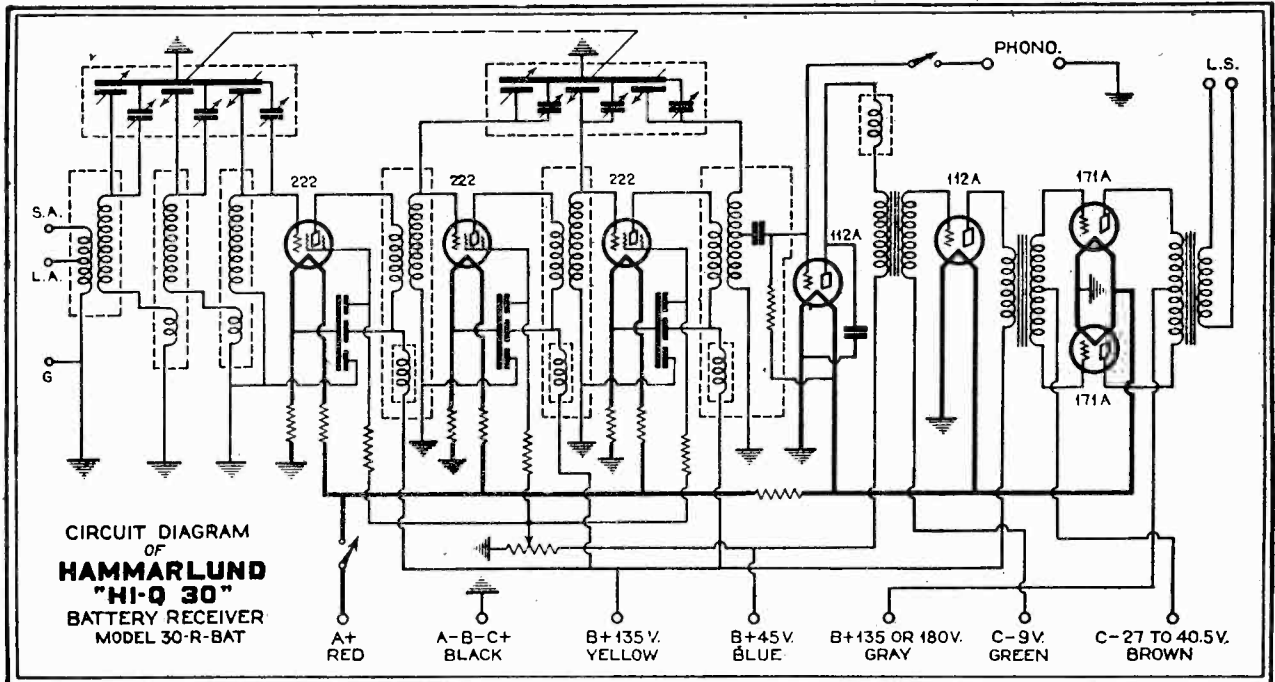 PHONO.
L.S.
222
222
222
112A
112A
171A
S.A.
L.A.
G
171A
CIRCUIT DIAGRAM
OF
HAMMARLUND
"HI-Q 30"
BATTERY RECEIVER
MODEL 30-R-BAT
A+
RED
A-B-C+
BLACK
B+135 V.
YELLOW
B+45 V.
BLUE
B+135 OR 180V.
GRAY
C-9V.
GREEN
C-27 TO 40.5V.
BROWN